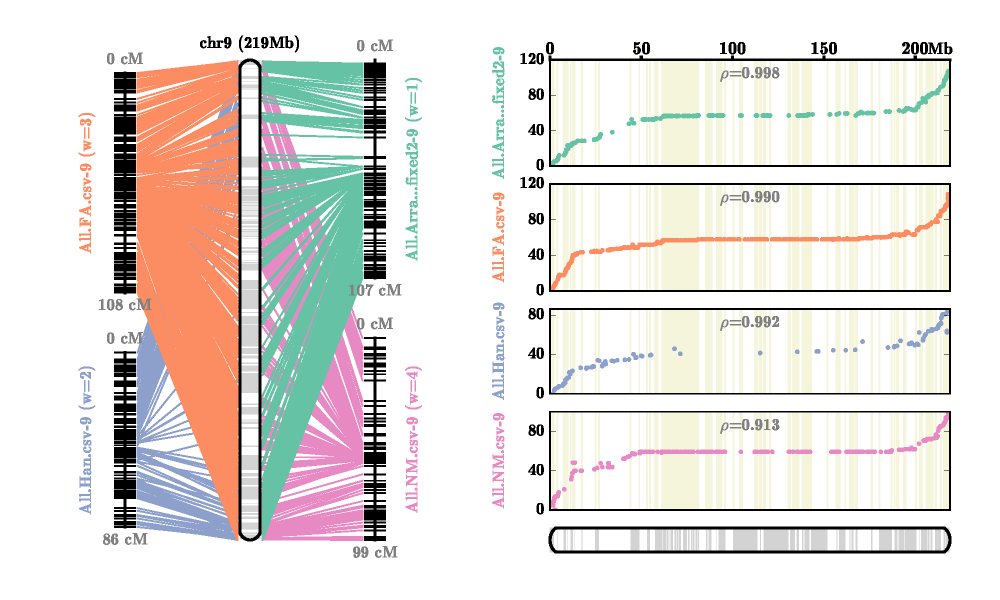 chr9 (219Mb)
0 cM
All.FA.csv-9 (w=3)
108 cM
0 cM
All.Han.csv-9 (w=2)
86 cM
0 cM
All.Arra...fixed2-9 (w=1)
107 cM
0 cM
All.NM.csv-9 (w=4)
99 cM
0 50 100 150 200Mb
All.Arra...fixed2-9
120
80
40
0
ρ=0.998
All.FA.csv-9
120
80
40
0
ρ=0.990
All.Han.csv-9
80
40
0
ρ=0.992
All.NM.csv-9
80
40
0
ρ=0.913